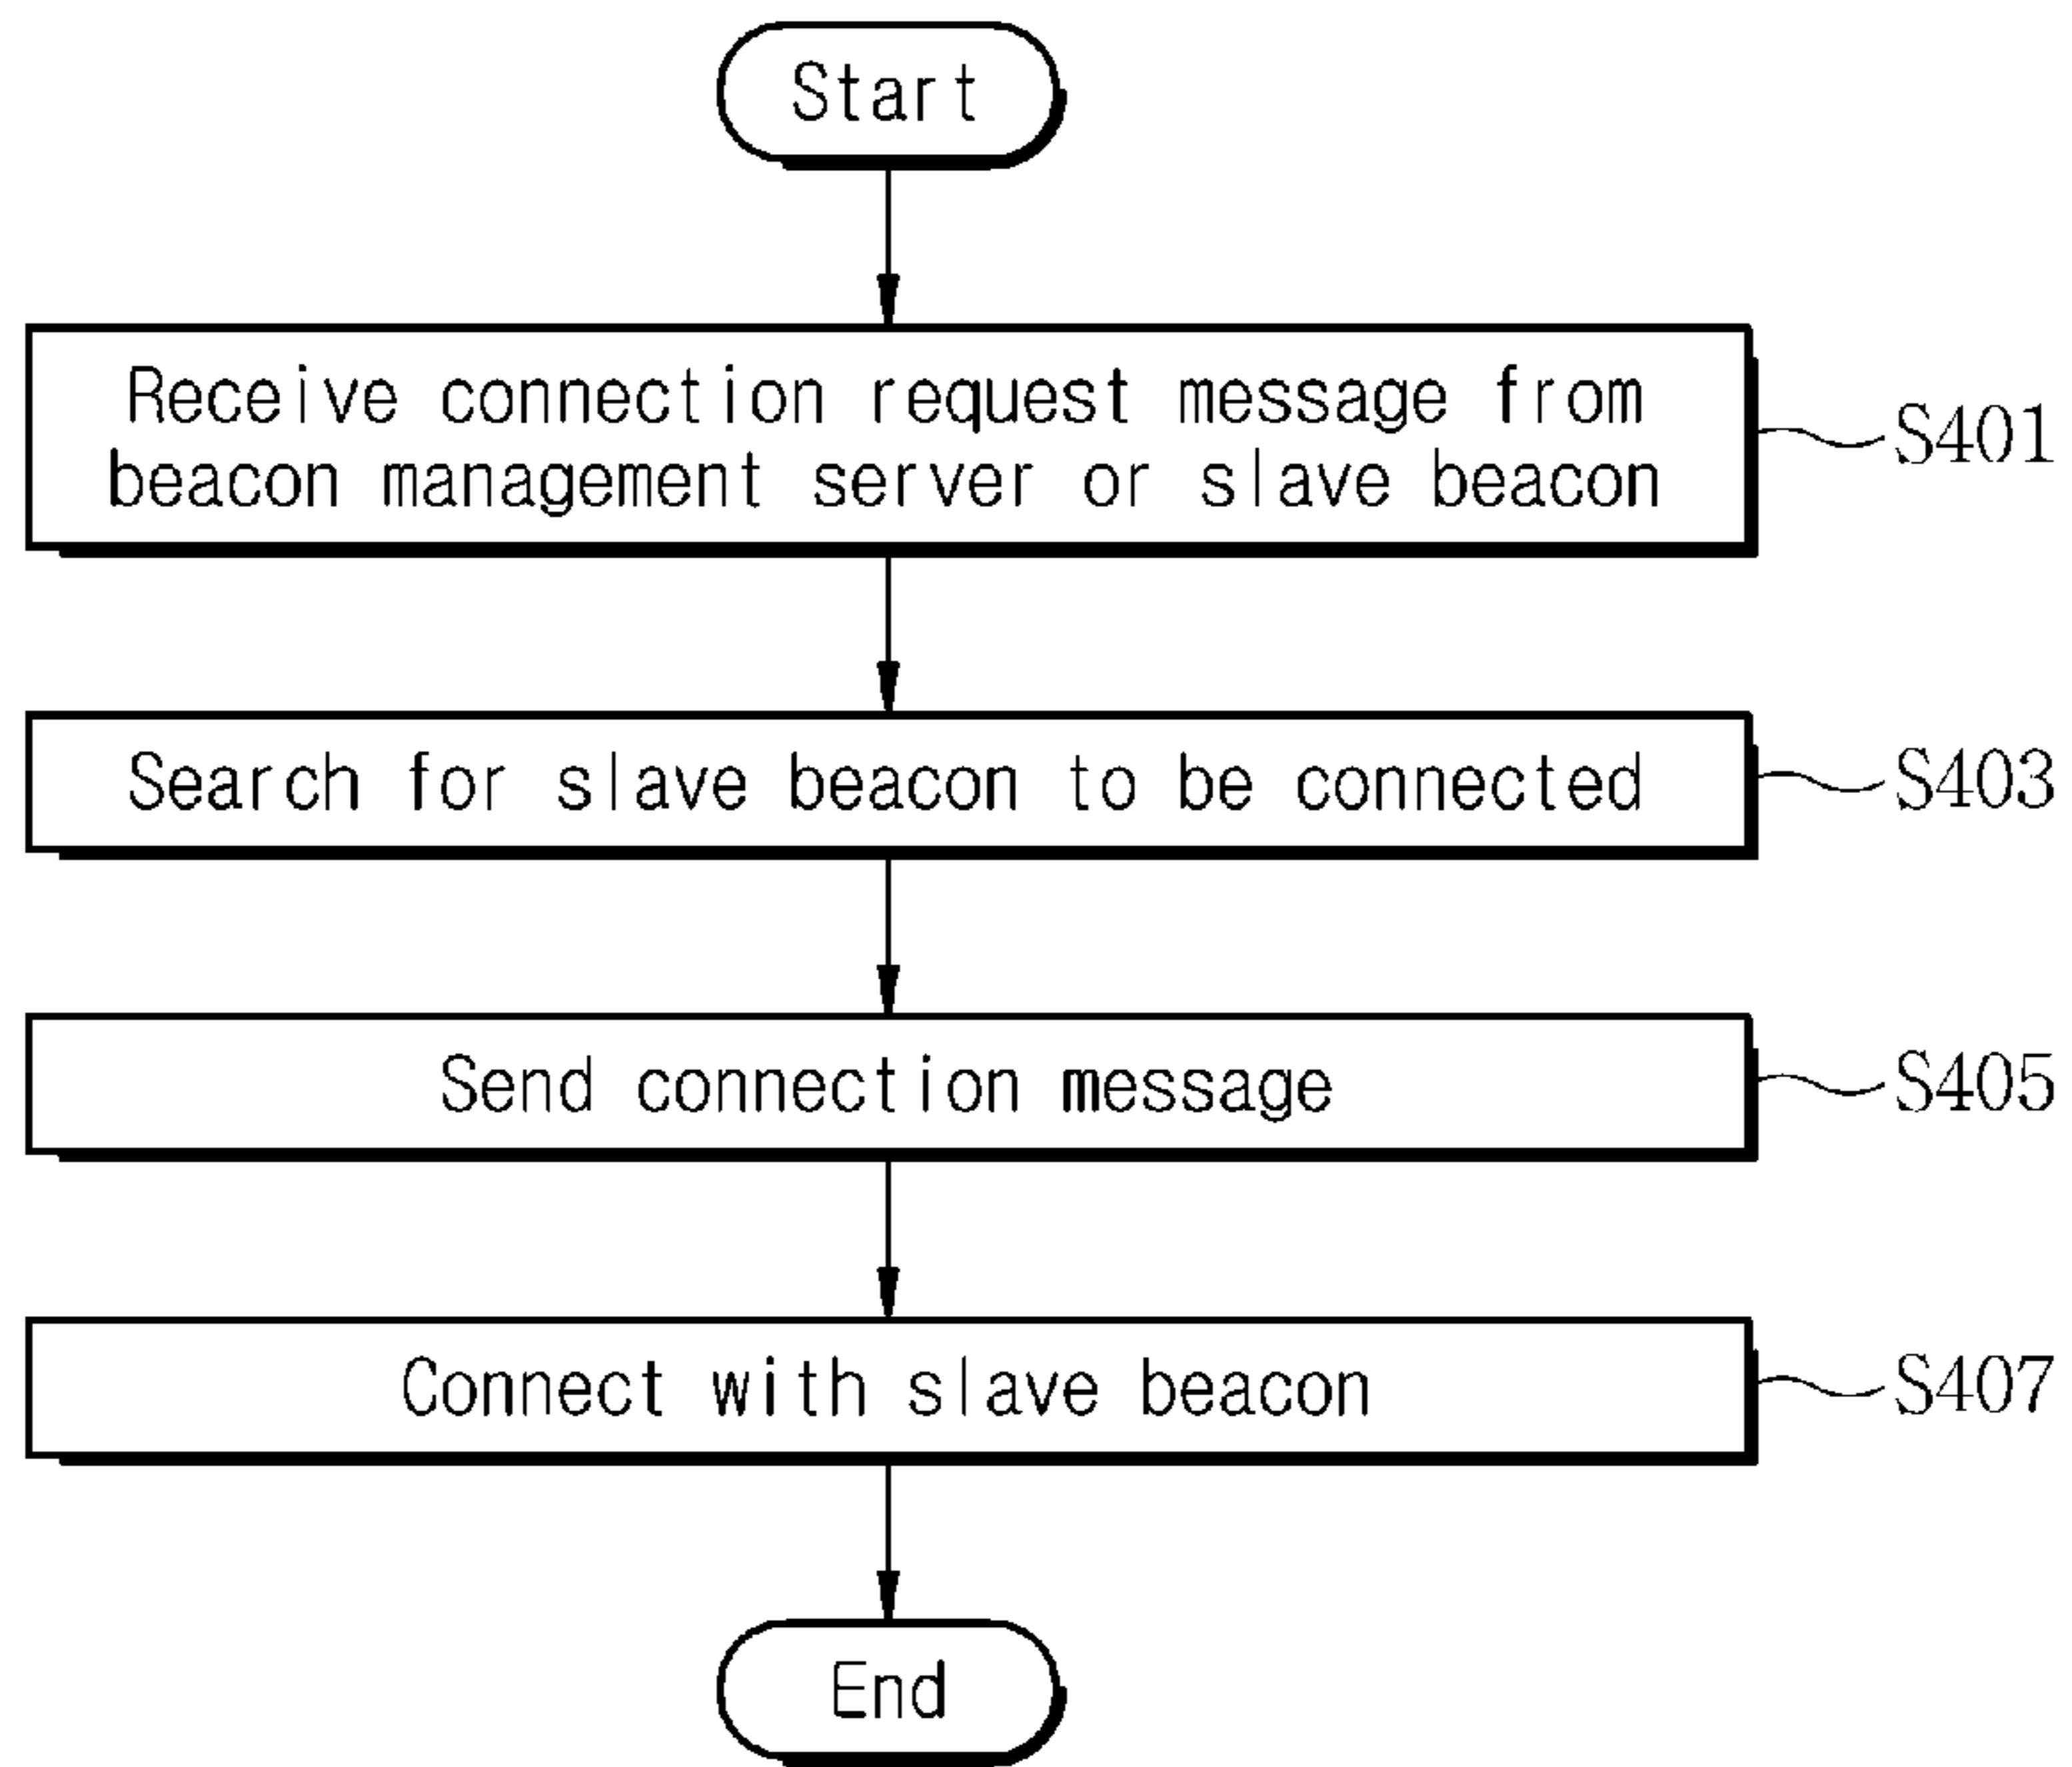 Start
Receive connection request message from
beacon management server or slave beacon
S401
Search for slave beacon to be connected
S403
Send connection message
S405
Connect with slave beacon
S407
End